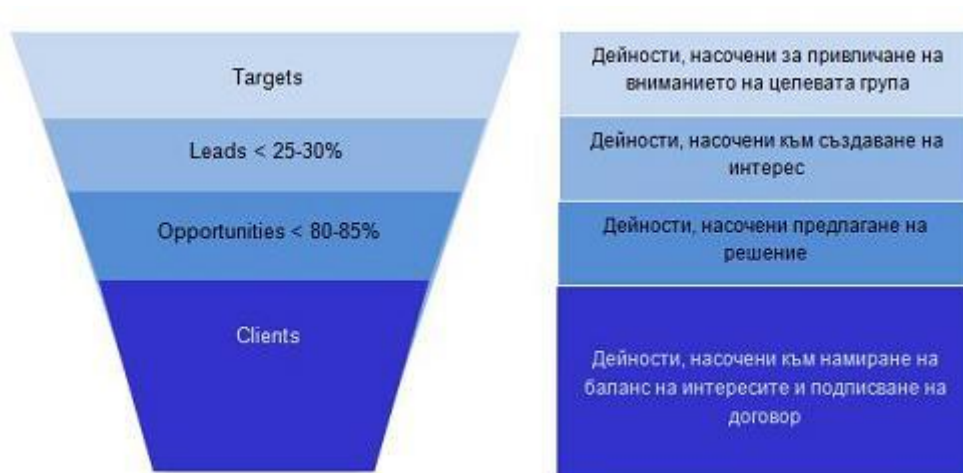 Targets
Leads < 25-30%
Opportunities < 80-85%
Clients
Дейности, насочени за привличане на
вниманието на целевата група
Дейности, насочени към създаване на
интерес
Дейности, насочени предлагане на
решение
Дейности, насочени към намиране на
баланс на интересите и подписване на
договор